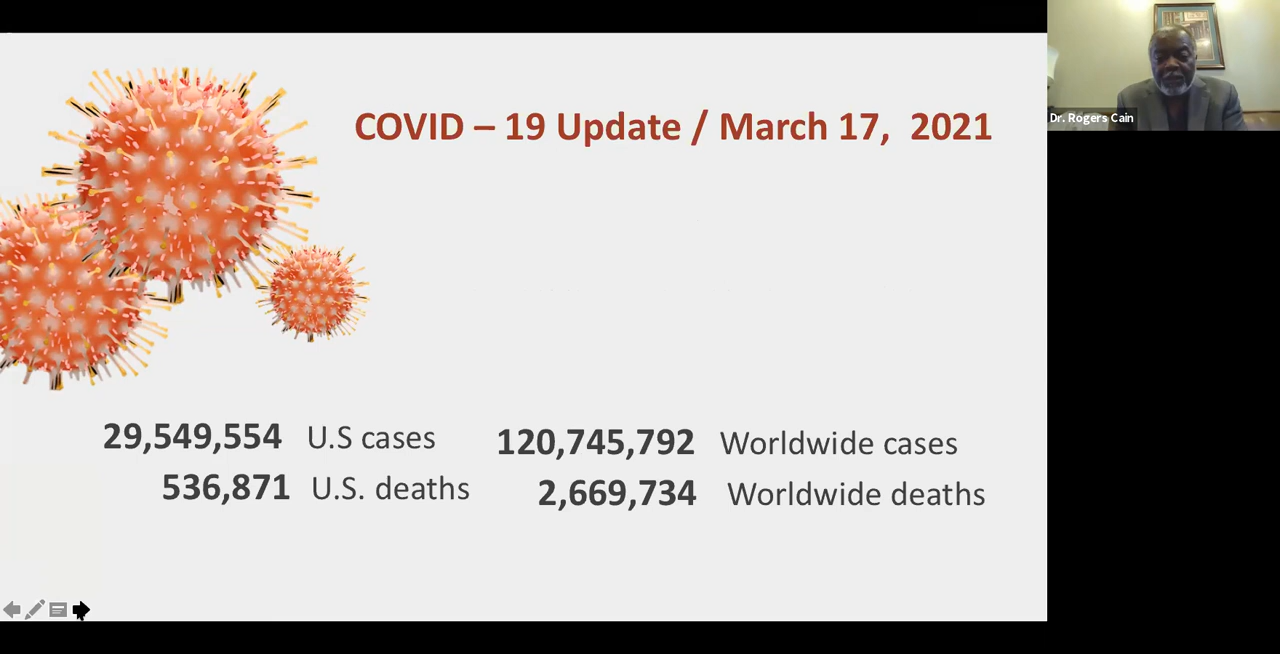 COVID – 19 Update / March 17, 2021
Dr. Rogers Cain
29,549,554 U.S cases
536,871 U.S. deaths
120,745,792 Worldwide cases
2,669,734 Worldwide deaths